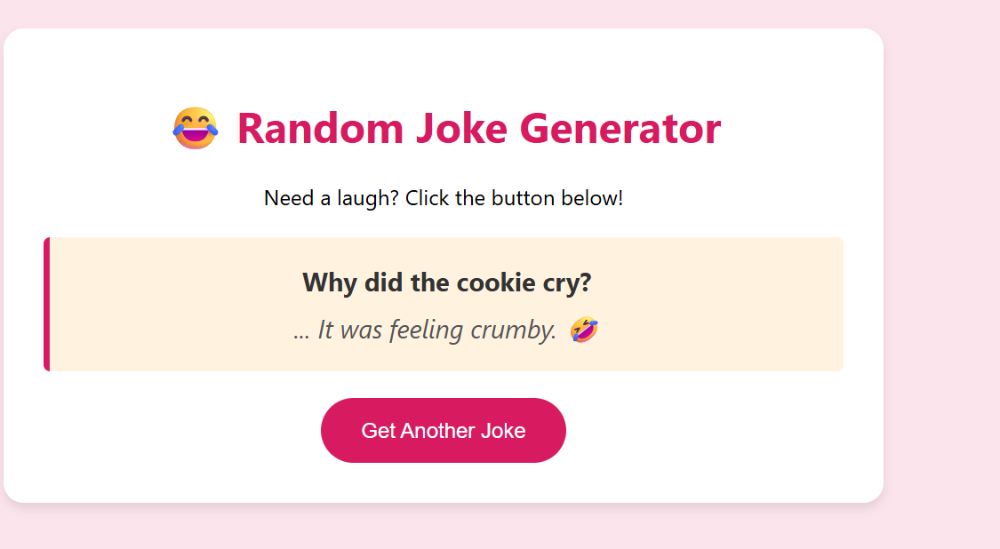 😂 Random Joke Generator
Need a laugh? Click the button below!
Why did the cookie cry?
... It was feeling crumby. 🤣
Get Another Joke